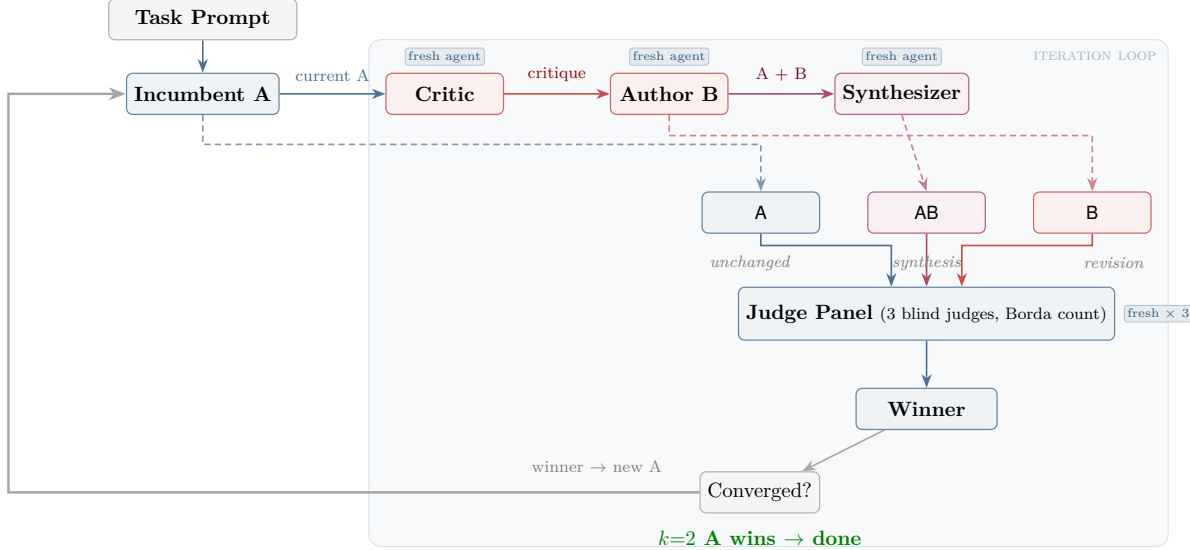 Task Prompt
fresh agent
fresh agent
fresh agent
ITERATION LOOP
Incumbent A
current A
Critic
critique
Author B
A + B
Synthesizer
A
AB
B
unchanged
synthesis
revision
Judge Panel (3 blind judges, Borda count)
fresh × 3
Winner
winner → new A
Converged?
k=2 A wins → done